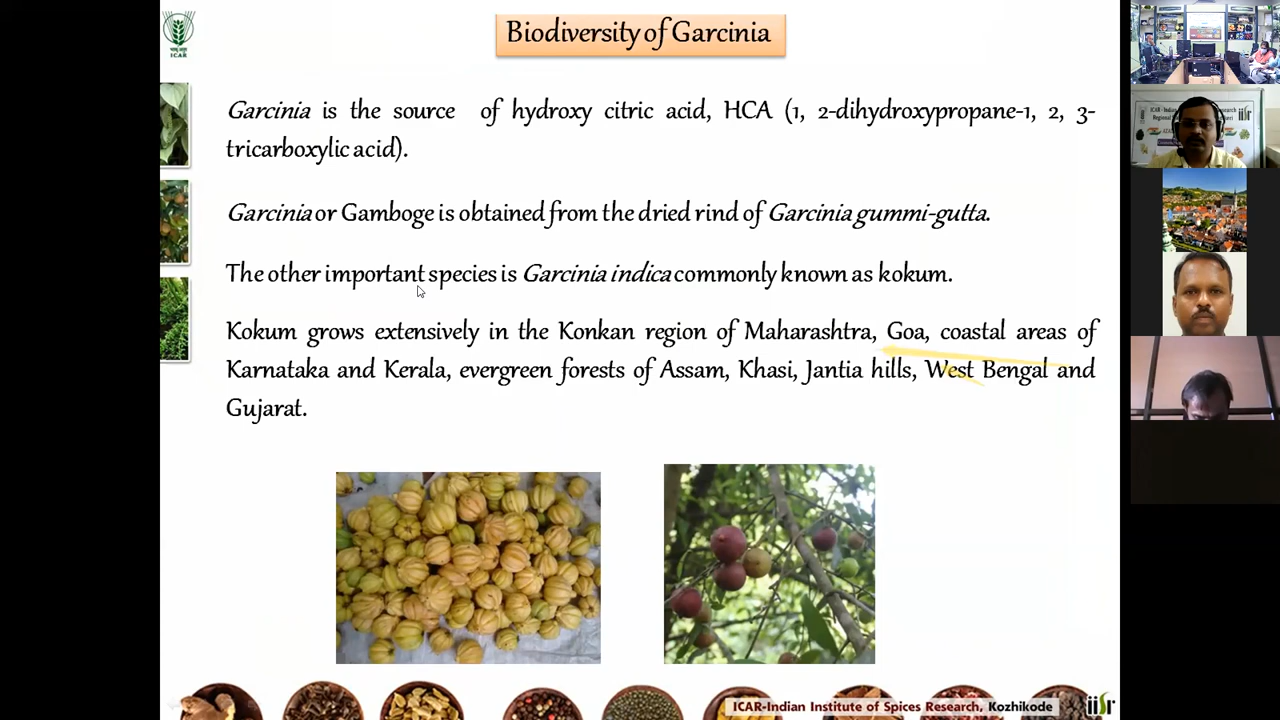 Biodiversity of Garcinia
ICAR
Garcinia is the source of hydroxy citric acid, HCA (1, 2-dihydroxypropane-1, 2, 3-
tricarboxylic acid).
Garcinia or Gamboge is obtained from the dried rind of Garcinia gummi-gutta.
The other important species is Garcinia indica commonly known as kokum.
Kokum grows extensively in the Konkan region of Maharashtra, Goa, coastal areas of
Karnataka and Kerala, evergreen forests of Assam, Khasi, Jantia hills, West Bengal and
Gujarat.
ICAR-Indian Institute of Spices Research, Kozhikode
iisr